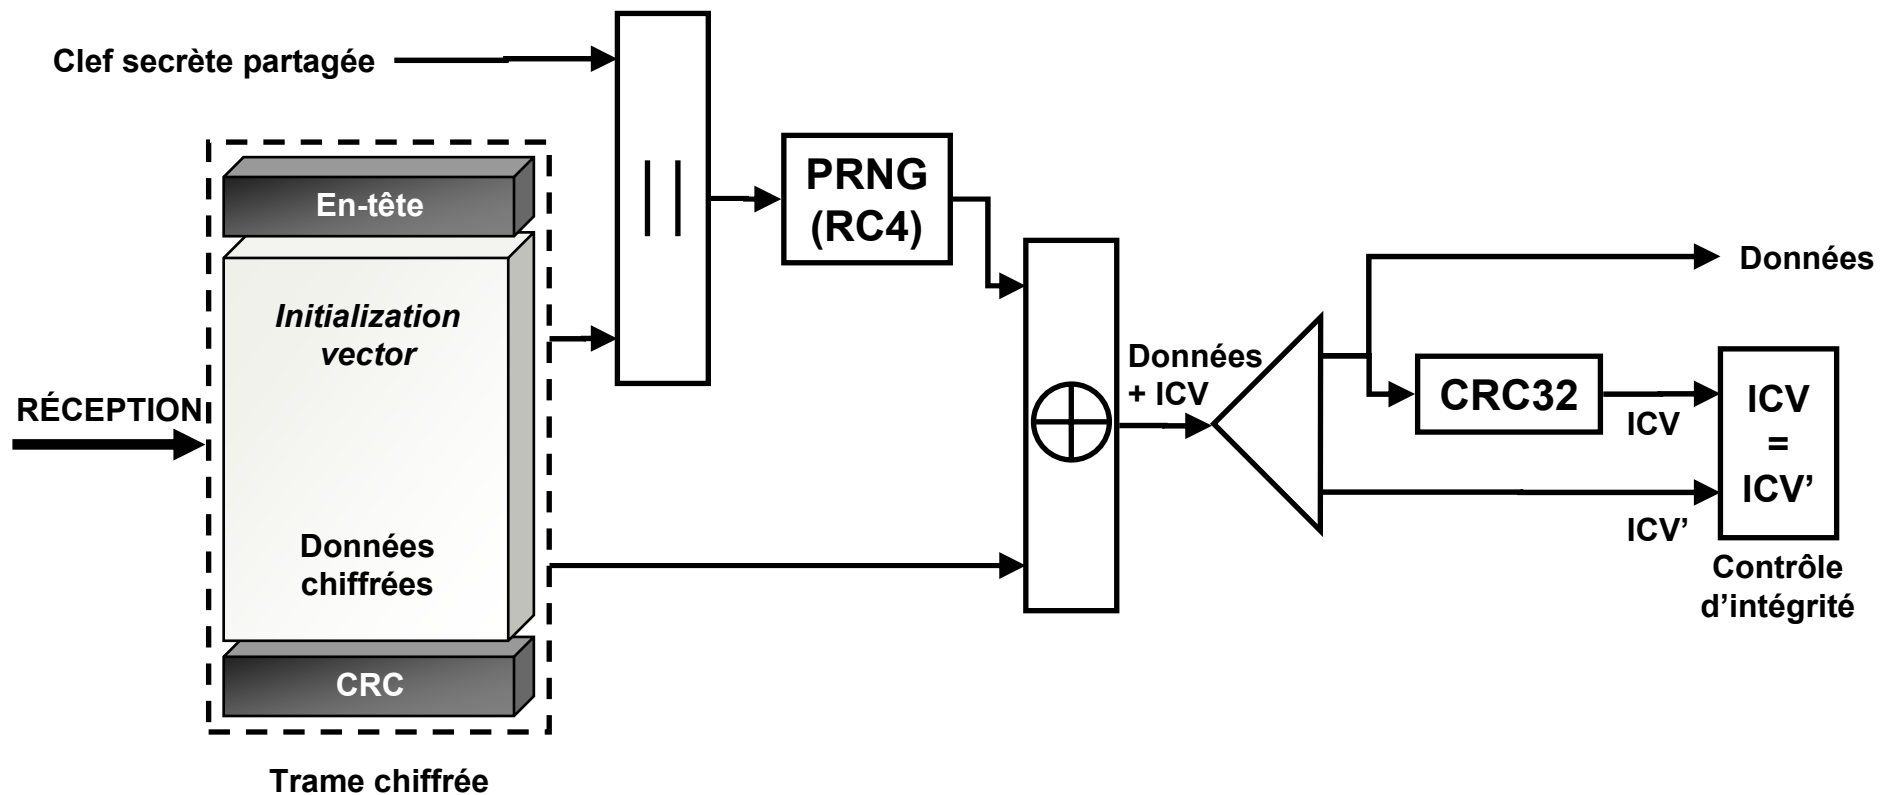 Clef secrète partagée
En-tête
Initialization
vector
RÉCEPTION
Données
chiffrées
CRC
Trame chiffrée
||
PRNG
(RC4)
Données
+ ICV
Données
CRC32
ICV
ICV’
ICV
=
ICV’
Contrôle
d’intégrité